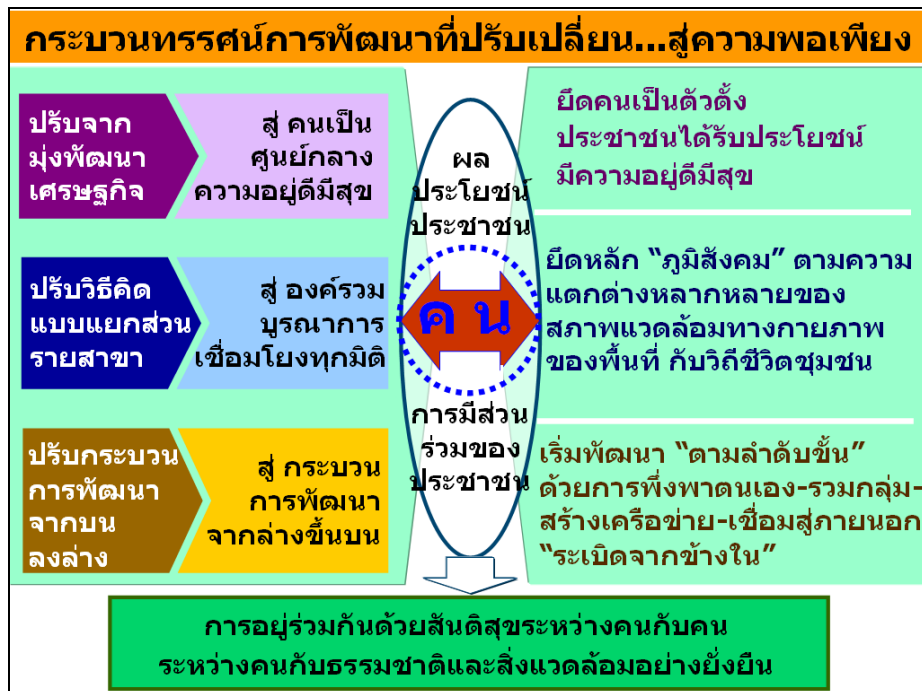 กระบวนทรรศน์การพัฒนาที่ปรับเปลี่ยน...สู่ความพอเพียง
ปรับจาก
มุ่งพัฒนา
เศรษฐกิจ
สู่ คนเป็น
ศูนย์กลาง
ความอยู่ดีมีสุข
ปรับวิธีคิด
แบบแยกส่วน
รายสาขา
สู่ องค์รวม
บูรณาการ
เชื่อมโยงทุกมิติ
ปรับกระบวน
การพัฒนา
จากบน
ลงล่าง
สู่ กระบวน
การพัฒนา
จากล่างขึ้นบน
ผล
ประโยชน์
ประชาชน
คน
การมีส่วน
ร่วมของ
ประชาชน
ยึดคนเป็นตัวตั้ง
ประชาชนได้รับประโยชน์
มีความอยู่ดีมีสุข
ยึดหลัก “ภูมิสังคม” ตามความ
แตกต่างหลากหลายของ
สภาพแวดล้อมทางกายภาพ
ของพื้นที่ กับวิถีชีวิตชุมชน
เริ่มพัฒนา “ตามลำดับขั้น”
ด้วยการพึ่งพาตนเอง-รวมกลุ่ม-
สร้างเครือข่าย-เชื่อมสู่ภายนอก
“ระเบิดจากข้างใน”
การอยู่ร่วมกันด้วยสันติสุขระหว่างคนกับคน
ระหว่างคนกับธรรมชาติและสิ่งแวดล้อมอย่างยั่งยืน